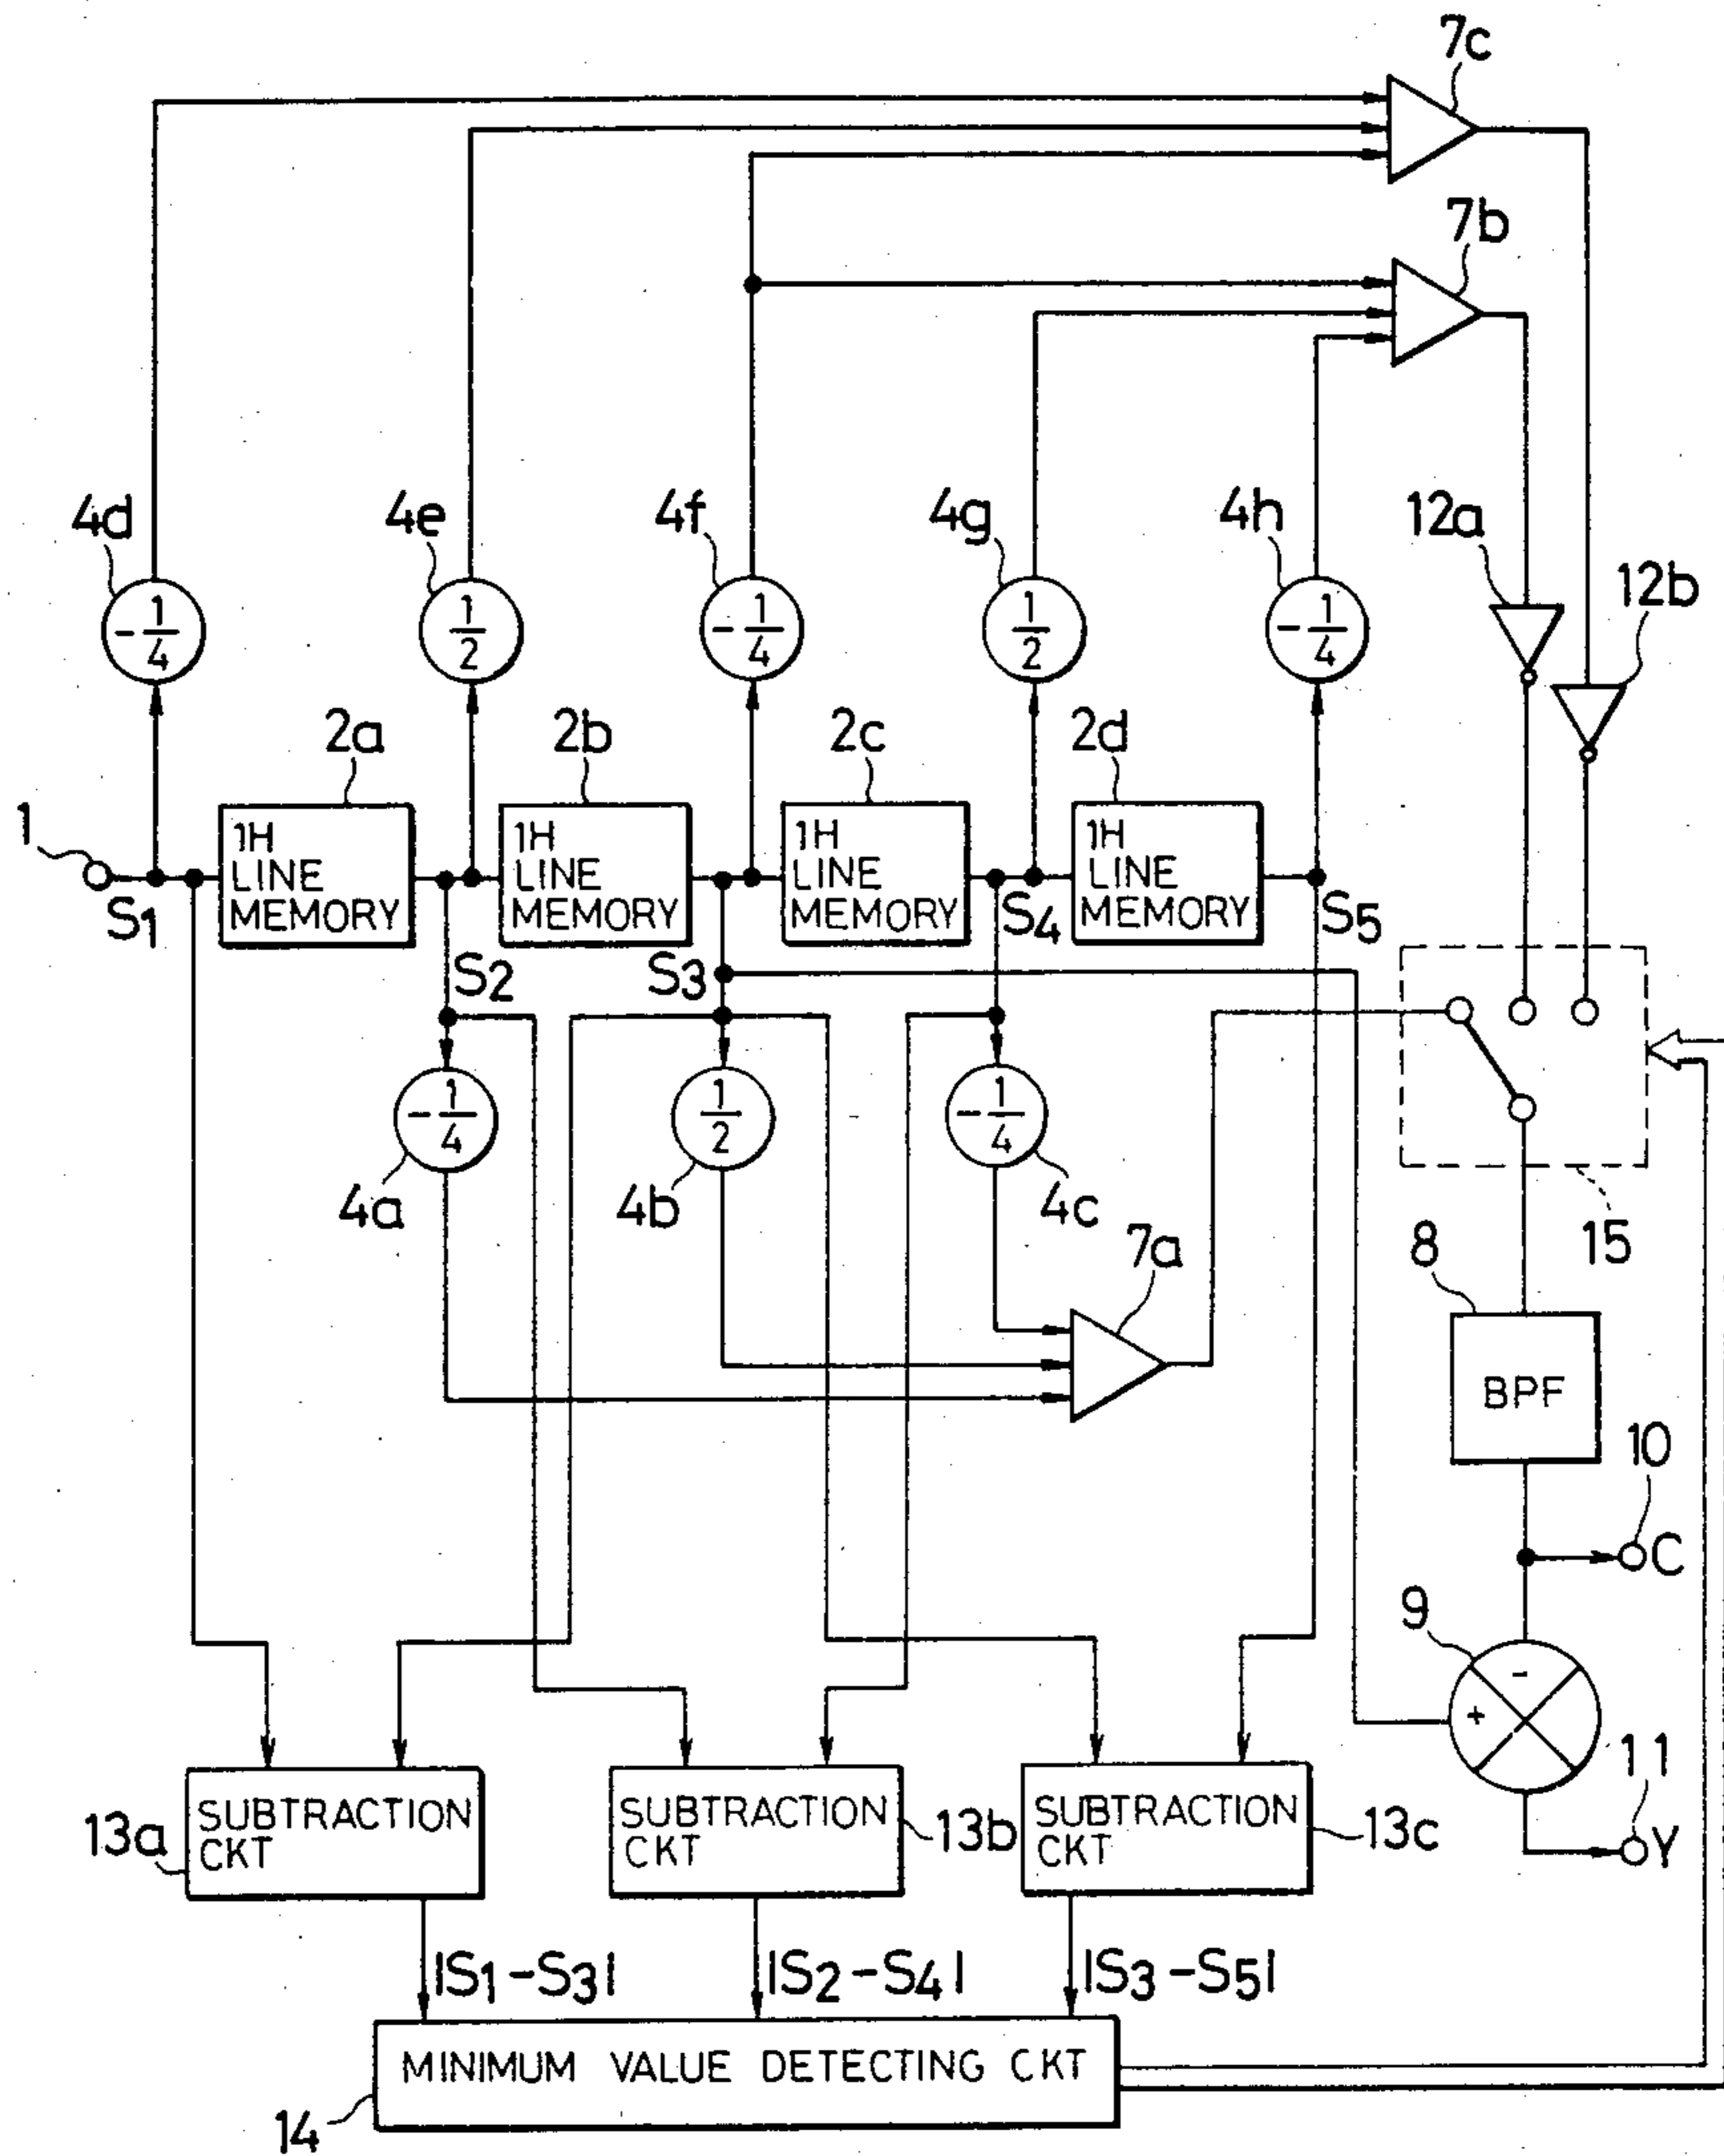 7c
7b
4d
4e
4f
4g
4h
12a
12b
-1/4
1/2
-1/4
1/2
-1/4
2a
2b
2c
2d
1
1H LINE MEMORY
1H LINE MEMORY
1H LINE MEMORY
1H LINE MEMORY
S1
S2
S3
S4
S5
-1/4
1/2
-1/4
4a
4b
4c
7a
15
8
BPF
10
C
9
-
+
11
Y
SUBTRACTION CKT
13a
SUBTRACTION CKT
13b
SUBTRACTION CKT
13c
|S1-S3|
|S2-S4|
|S3-S5|
MINIMUM VALUE DETECTING CKT
14